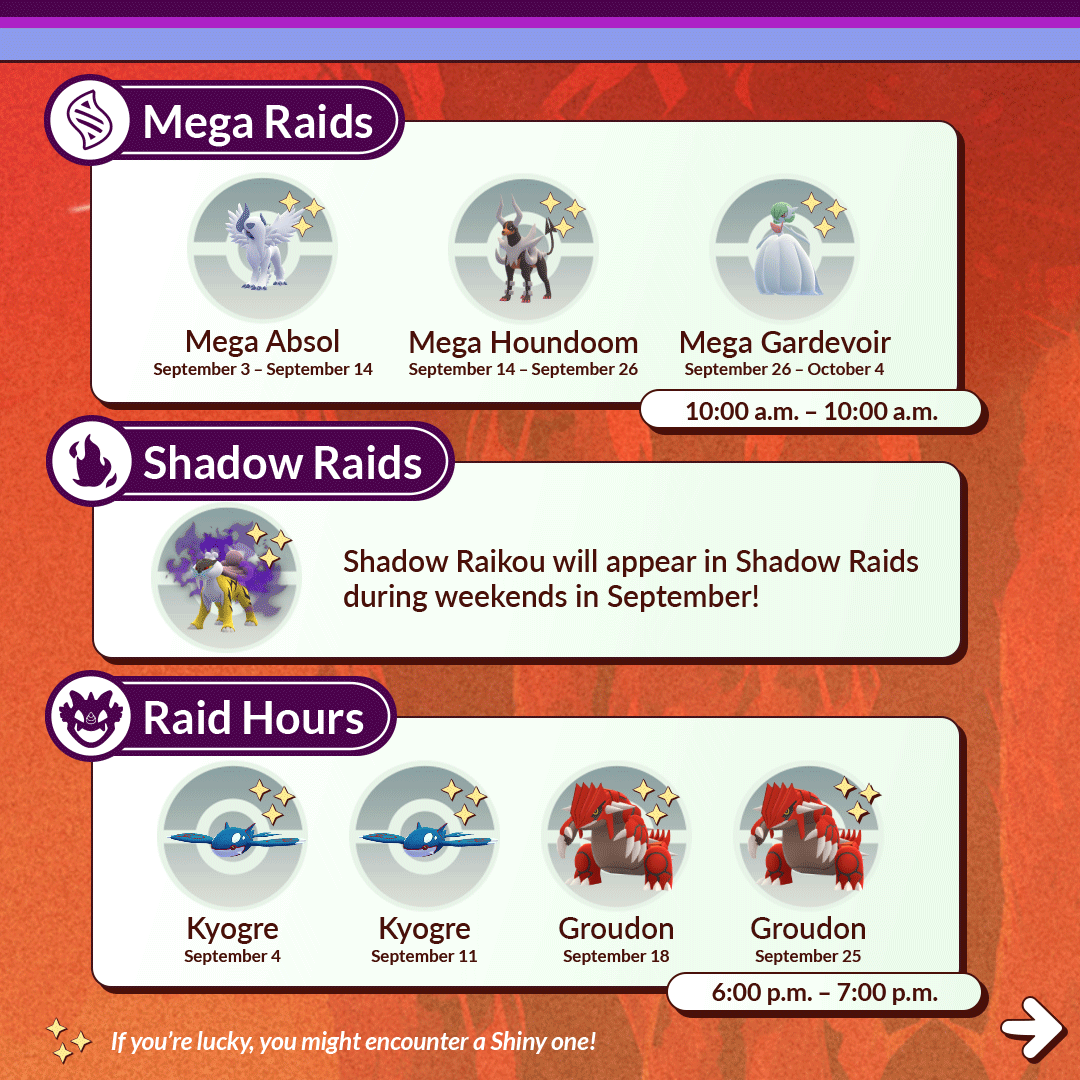 Mega Raids
Mega Absol
September 3 – September 14
Mega Houndoom
September 14 – September 26
Mega Gardevoir
September 26 – October 4
10:00 a.m. – 10:00 a.m.
Shadow Raids
Shadow Raikou will appear in Shadow Raids
during weekends in September!
Raid Hours
Kyogre
September 4
Kyogre
September 11
Groudon
September 18
Groudon
September 25
6:00 p.m. – 7:00 p.m.
If you're lucky, you might encounter a Shiny one!